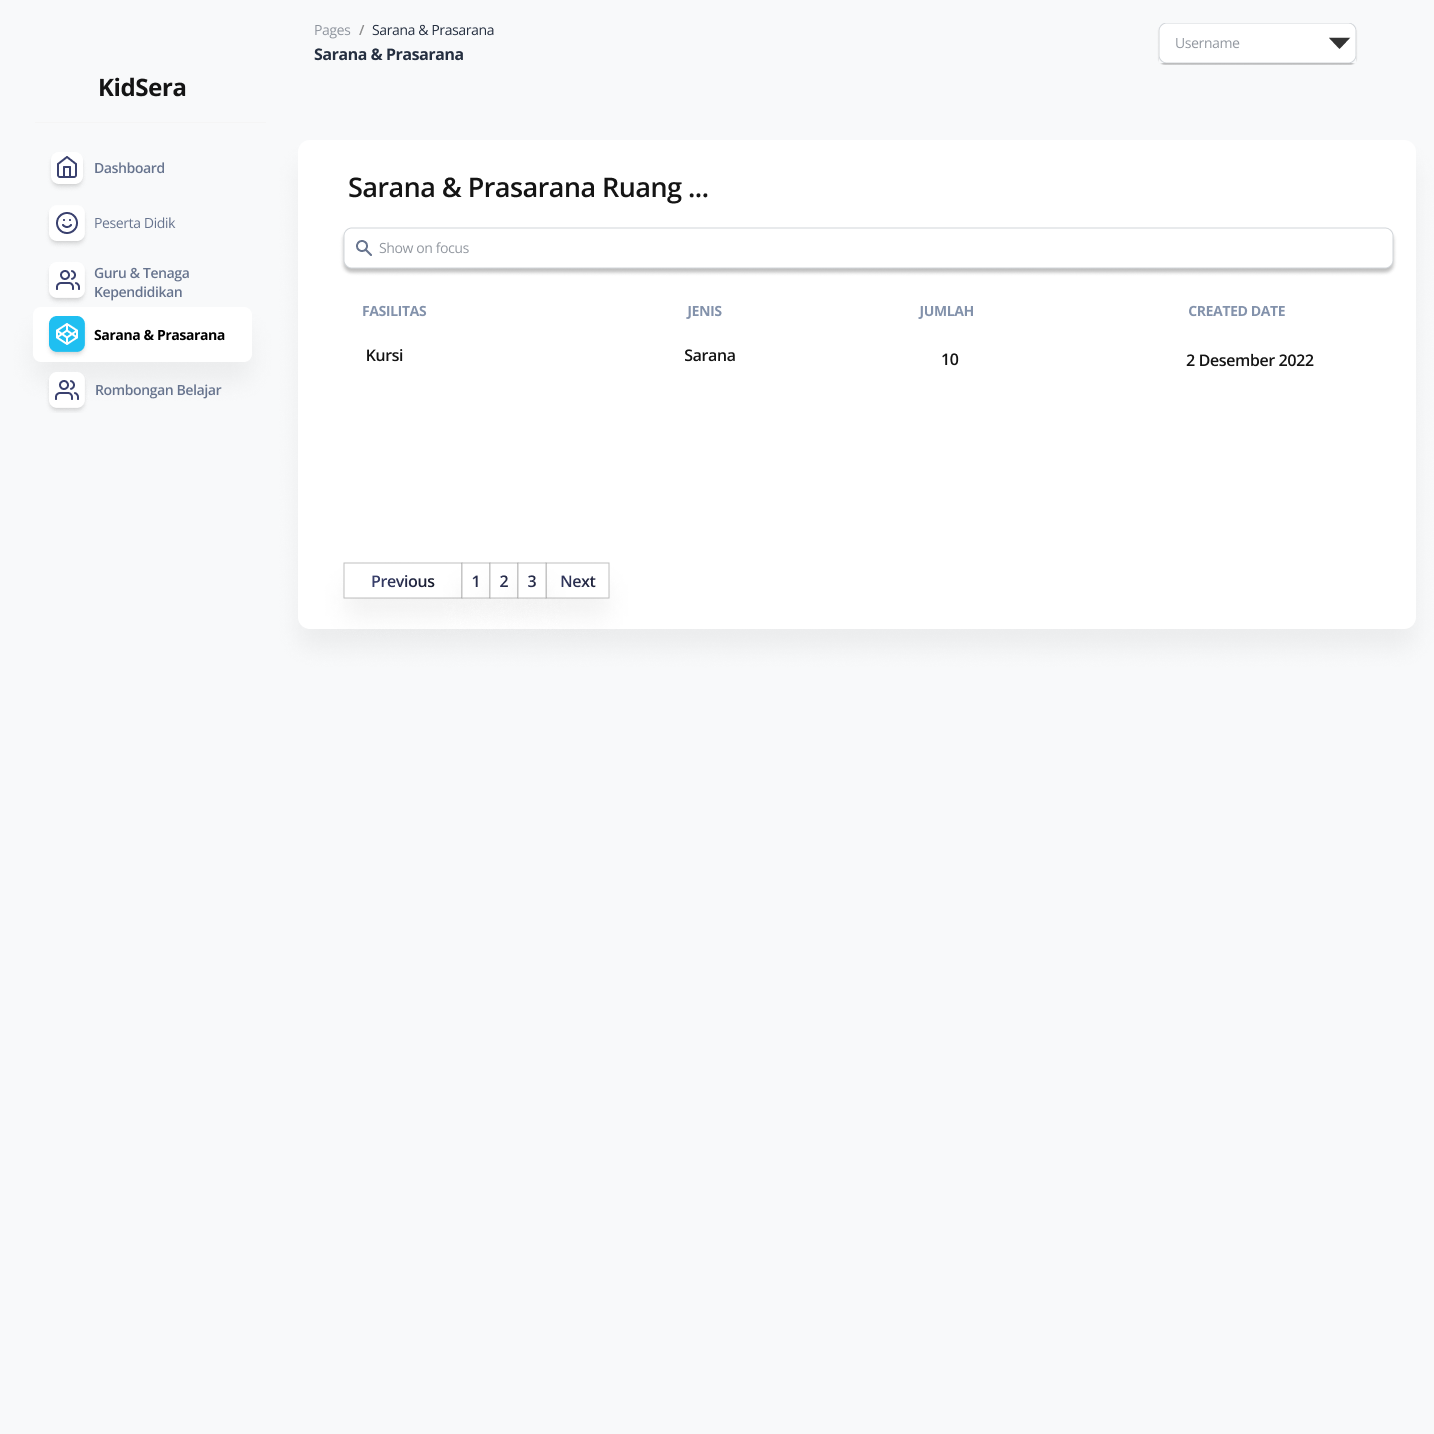 KidSera
Dashboard
Peserta Didik
Guru & Tenaga
Kependidikan
Sarana & Prasarana
Rombongan Belajar
Pages / Sarana & Prasarana
Sarana & Prasarana
Username
Sarana & Prasarana Ruang ...
Show on focus
FASILITAS JENIS JUMLAH CREATED DATE
Kursi Sarana 10 2 Desember 2022
Previous 1 2 3 Next